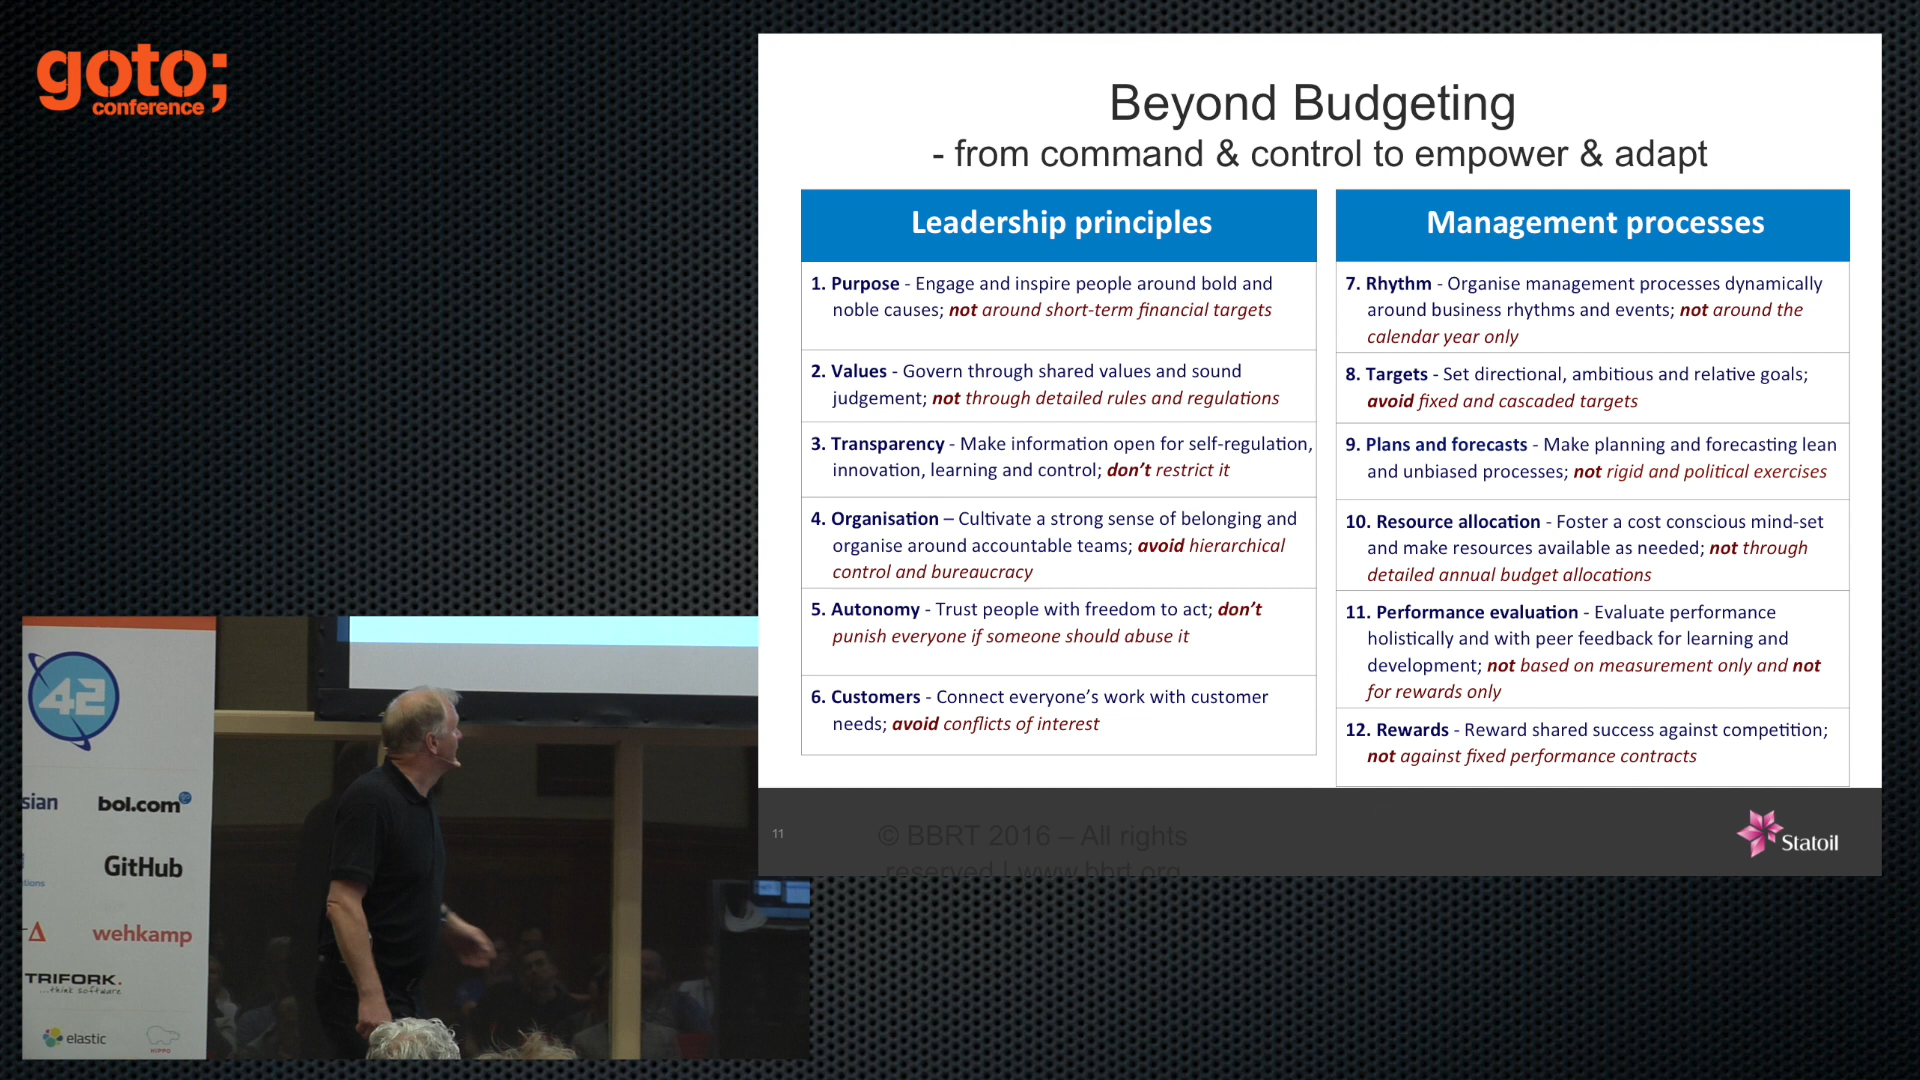 goto;
conference
Beyond Budgeting
- from command & control to empower & adapt
Leadership principles
1. Purpose - Engage and inspire people around bold and
noble causes; not around short-term financial targets
2. Values - Govern through shared values and sound
judgement; not through detailed rules and regulations
3. Transparency - Make information open for self-regulation,
innovation, learning and control; don't restrict it
4. Organisation – Cultivate a strong sense of belonging and
organise around accountable teams; avoid hierarchical
control and bureaucracy
5. Autonomy - Trust people with freedom to act; don't
punish everyone if someone should abuse it
6. Customers - Connect everyone's work with customer
needs; avoid conflicts of interest
Management processes
7. Rhythm - Organise management processes dynamically
around business rhythms and events; not around the
calendar year only
8. Targets - Set directional, ambitious and relative goals;
avoid fixed and cascaded targets
9. Plans and forecasts - Make planning and forecasting lean
and unbiased processes; not rigid and political exercises
10. Resource allocation - Foster a cost conscious mind-set
and make resources available as needed; not through
detailed annual budget allocations
11. Performance evaluation - Evaluate performance
holistically and with peer feedback for learning and
development; not based on measurement only and not
for rewards only
12. Rewards - Reward shared success against competition;
not against fixed performance contracts
11
© BBRT 2016 – All rights
reserved | www.bbrt.org
Statoil
42
sian
bol.com
GitHub
tions
wehkamp
TRIFORK.
...think software
elastic
HIPPO